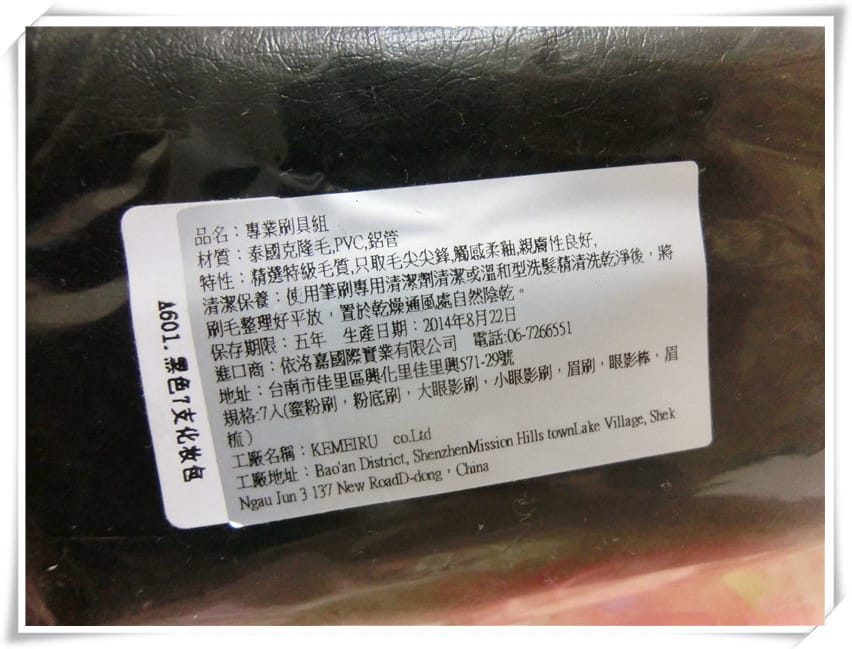 品名：專業刷具組
材質：泰國克隆毛,PVC,鋁管
特性：精選特級毛質,只取毛尖尖鋒,觸感柔釉,親膚性良好,
清潔保養：使用筆刷專用清潔劑清潔或溫和型洗髮精清洗乾淨後，將
刷毛整理好平放，置於乾燥通風處自然陰乾。
保存期限：五年 生產日期：2014年8月22日
進口商：依洛嘉國際實業有限公司 電話:06-7266551
地址：台南市佳里區興化里佳里興571-29號
規格:7入(蜜粉刷，粉底刷，大眼影刷，小眼影刷，眉刷，眼影棒，眉
梳）
工廠名稱：KEMEIRU co.Ltd
工廠地址：Bao'an District, ShenzhenMission Hills townLake Village, Shek
Ngau Jun 3 137 New RoadD-dong，China
A601.黑色7支化妝包